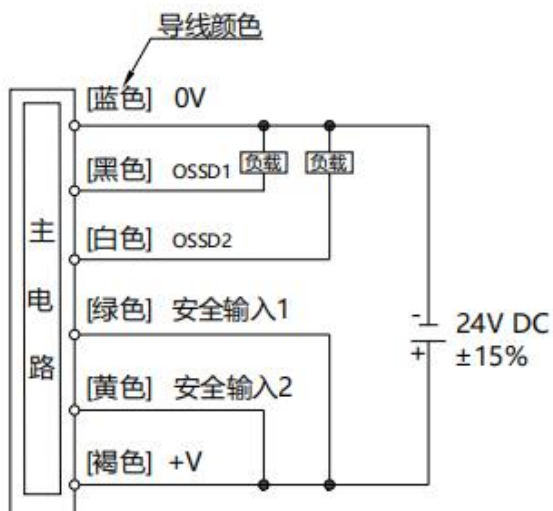 导线颜色
[蓝色] 0V
[黑色] OSSD1 负载 负载
[白色] OSSD2
主电路
[绿色] 安全输入1
- 24V DC
+ ±15%
[黄色] 安全输入2
[褐色] +V